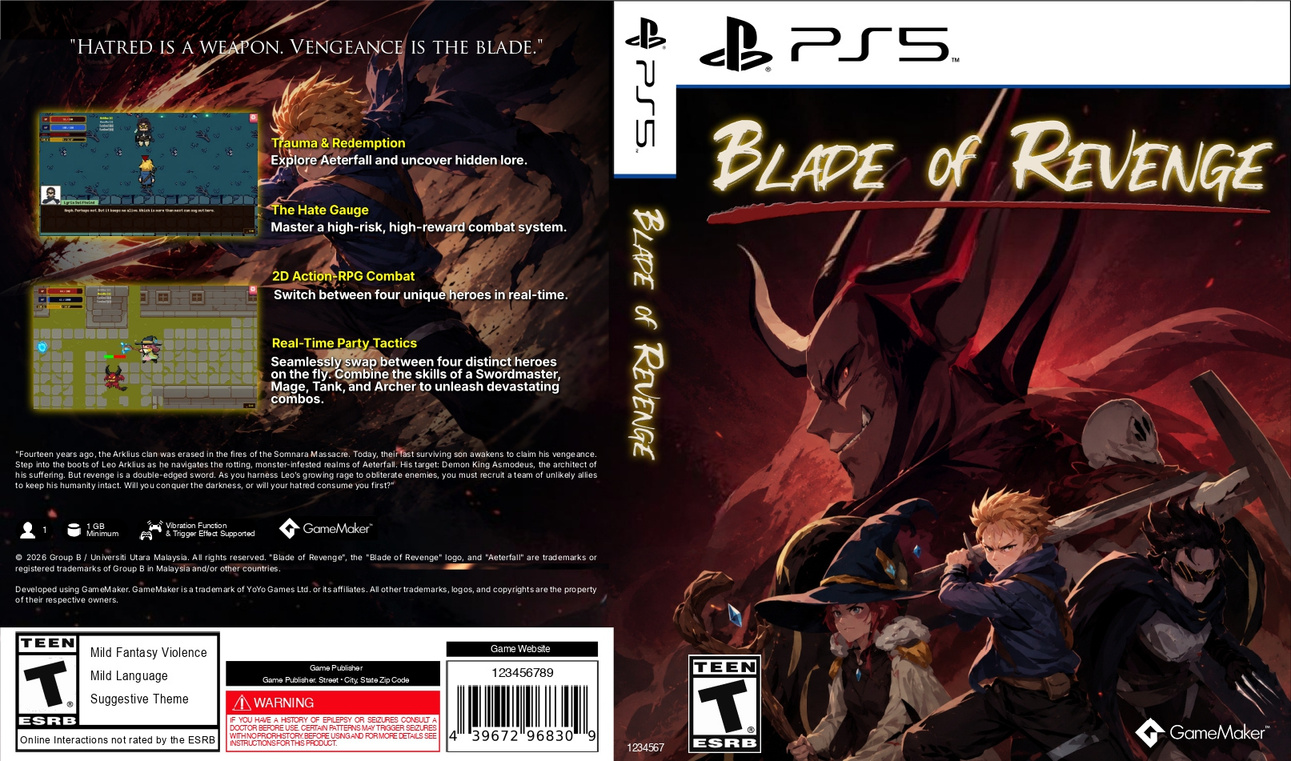 "HATRED IS A WEAPON. VENGEANCE IS THE BLADE."
Trauma & Redemption
Explore Aeterfall and uncover hidden lore.
The Hate Gauge
Master a high-risk, high-reward combat system.
2D Action-RPG Combat
Switch between four unique heroes in real-time.
Real-Time Party Tactics
Seamlessly swap between four distinct heroes
on the fly. Combine the skills of a Swordmaster,
Mage, Tank, and Archer to unleash devastating
combos.
"Fourteen years ago, the Arklius clan was erased in the fires of the Somnara Massacre. Today, their last surviving son awakens to claim his vengeance.
Step into the boots of Leo Arklius as he navigates the rotting, monster-infested realms of Aeterfall. His target: Demon King Asmodeus, the architect of
his suffering. But revenge is a double-edged sword. As you harness Leo's growing rage to obliterate enemies, you must recruit a team of unlikely allies
to keep his humanity intact. Will you conquer the darkness, or will your hatred consume you first?"
1
1 GB
Minimum
Vibration Function
& Trigger Effect Supported
GameMaker™
© 2026 Group B / Universiti Utara Malaysia. All rights reserved. "Blade of Revenge", the "Blade of Revenge" logo, and "Aeterfall" are trademarks or
registered trademarks of Group B in Malaysia and/or other countries.
Developed using GameMaker. GameMaker is a trademark of YoYo Games Ltd. or its affiliates. All other trademarks, logos, and copyrights are the property
of their respective owners.
TEEN
T
®
ESRB
Mild Fantasy Violence
Mild Language
Suggestive Theme
Online Interactions not rated by the ESRB
Game Publisher
Game Publisher. Street • City, State Zip Code
WARNING
IF YOU HAVE A HISTORY OF EPILEPSY OR SEIZURES CONSULT A
DOCTOR BEFORE USE. CERTAIN PATTERNS MAY TRIGGER SEIZURES
WITH NO PRIOR HISTORY. BEFORE USING AND FOR MORE DETAILS SEE
INSTRUCTIONS FOR THIS PRODUCT.
Game Website
123456789
4 39672 96830 9
PS5
BLADE of REVENGE
1234567
® PS5™
BLADE of REVENGE
TEEN
T
®
ESRB
GameMaker™